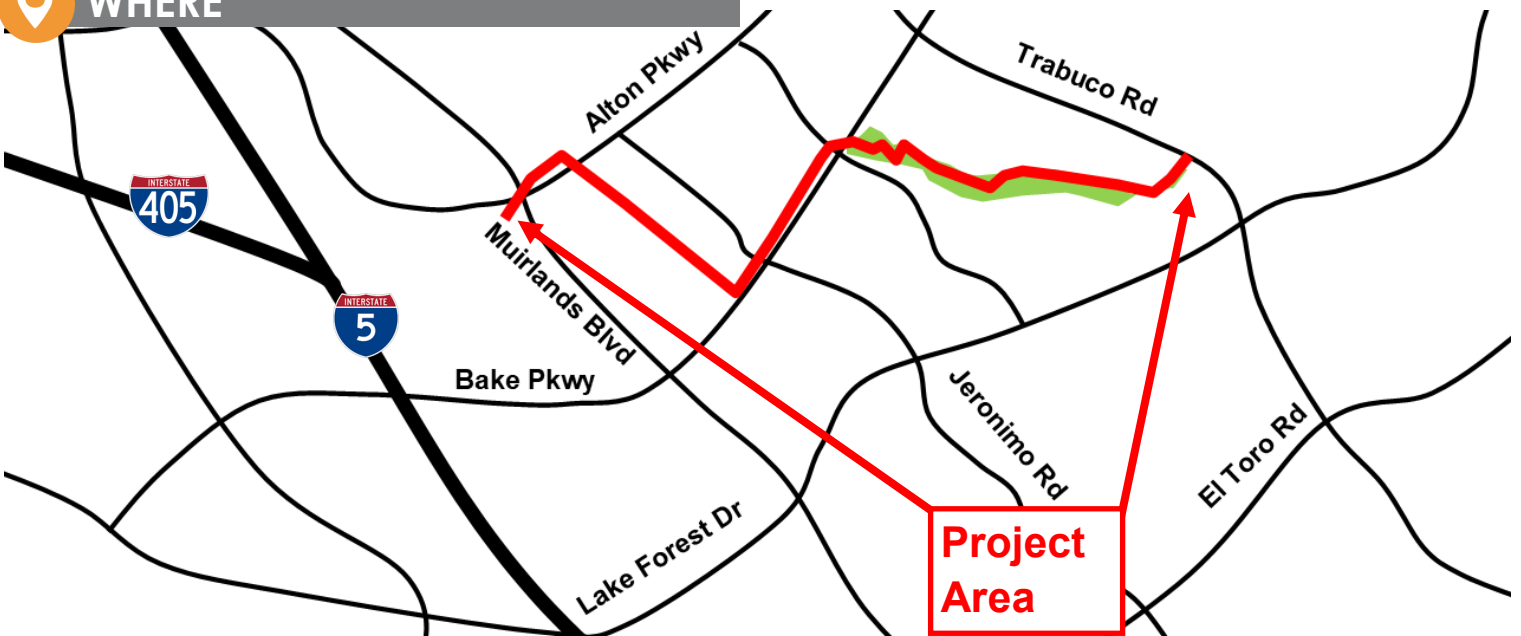 WHERE
Alton Pkwy
Trabuco Rd
INTERSTATE
405
Muirlands Blvd
INTERSTATE
5
Bake Pkwy
Jeronimo Rd
El Toro Rd
Lake Forest Dr
Project
Area